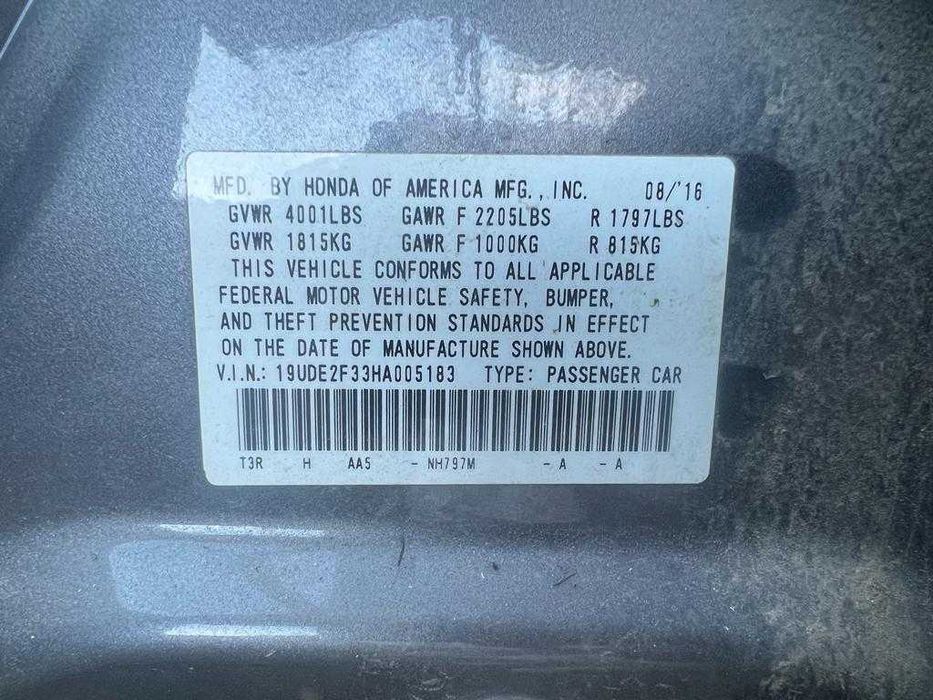 MFD. BY HONDA OF AMERICA MFG., INC. 08/'16
GVWR 4001LBS GAWR F 2205LBS R 1797LBS
GVWR 1815KG GAWR F 1000KG R 815KG
THIS VEHICLE CONFORMS TO ALL APPLICABLE
FEDERAL MOTOR VEHICLE SAFETY, BUMPER,
AND THEFT PREVENTION STANDARDS IN EFFECT
ON THE DATE OF MANUFACTURE SHOWN ABOVE.
V.I.N.: 19UDE2F33HA005183 TYPE: PASSENGER CAR
T3R H AA5 - NH797M - A - A